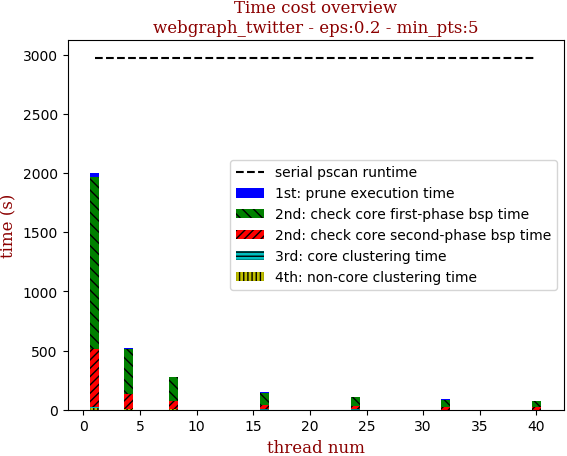 Time cost overview
webgraph_twitter - eps:0.2 - min_pts:5
time (s)
3000
2500
2000
1500
1000
500
0
serial pscan runtime
1st: prune execution time
2nd: check core first-phase bsp time
2nd: check core second-phase bsp time
3rd: core clustering time
4th: non-core clustering time
0 5 10 15 20 25 30 35 40
thread num